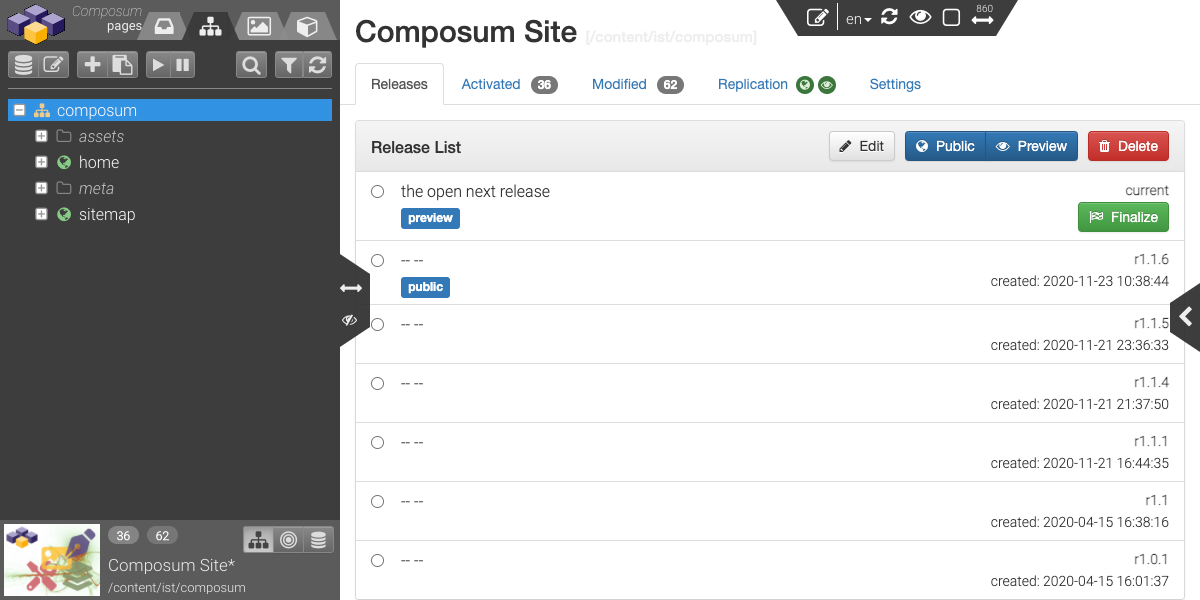 Composum
pages
composum
assets
home
meta
sitemap
36 62
Composum Site*
/content/ist/composum
Composum Site [/content/ist/composum]
en
860
Releases Activated 36 Modified 62 Replication Settings
Release List Edit Public Preview Delete
the open next release current
preview Finalize
-- -- r1.1.6
public created: 2020-11-23 10:38:44
-- -- r1.1.5
created: 2020-11-21 23:36:33
-- -- r1.1.4
created: 2020-11-21 21:37:50
-- -- r1.1.1
created: 2020-11-21 16:44:35
-- -- r1.1
created: 2020-04-15 16:38:16
-- -- r1.0.1
created: 2020-04-15 16:01:37